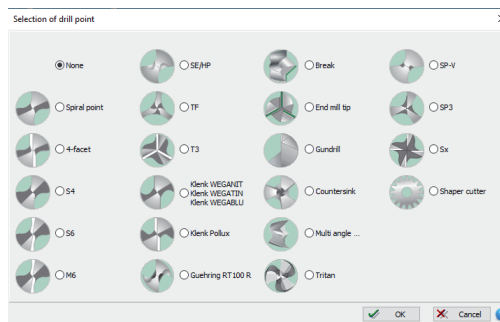 Selection of drill point
None
SE/HP
Break
SP-V
Spiral point
TF
End mill tip
SP3
4-facet
T3
Gundrill
Sx
S4
Klenk WEGANIT
Klenk WEGATIN
Klenk WEGABLU
Countersink
Shaper cutter
S6
Klenk Pollux
Multi angle ...
M6
Guehring RT100 R
Tritan
OK
Cancel